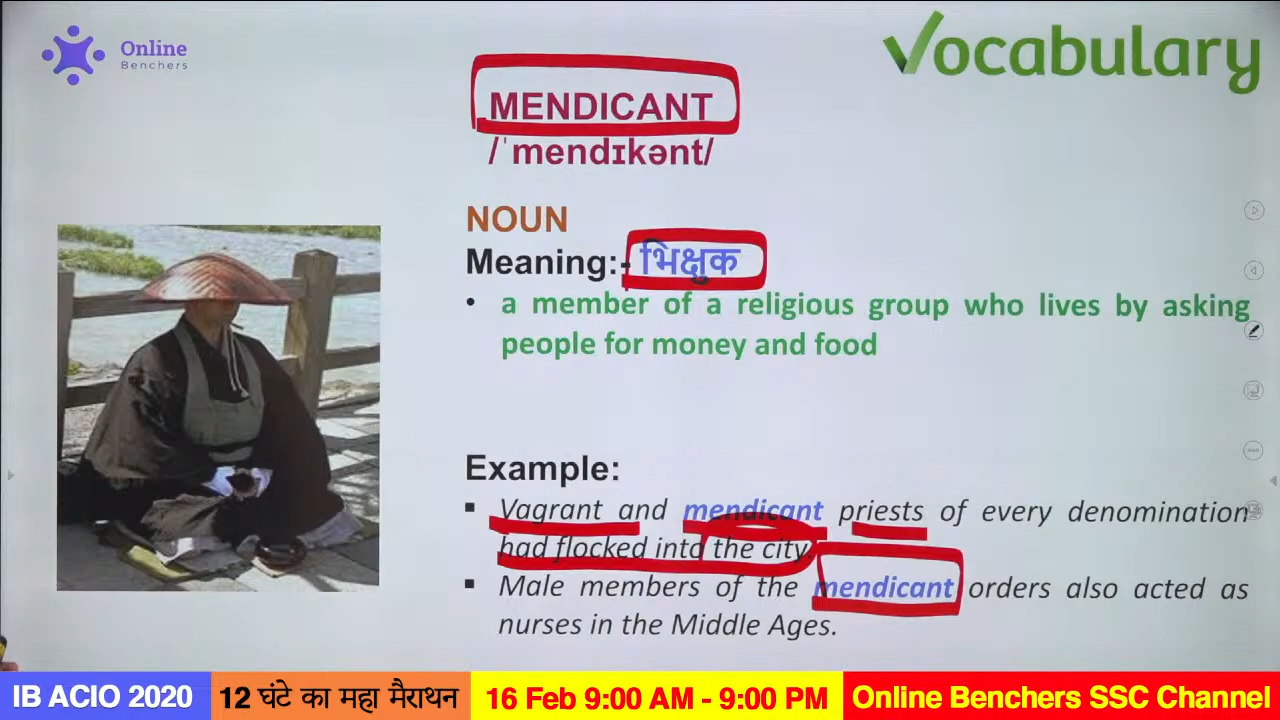 Online
Benchers
Vocabulary
MENDICANT
/ˈmendɪkənt/
NOUN
Meaning:- भिक्षुक
• a member of a religious group who lives by asking
people for money and food
Example:
▪ Vagrant and mendicant priests of every denomination
had flocked into the city.
▪ Male members of the mendicant orders also acted as
nurses in the Middle Ages.
IB ACIO 2020 12 घंटे का महा मैराथन 16 Feb 9:00 AM - 9:00 PM Online Benchers SSC Channel